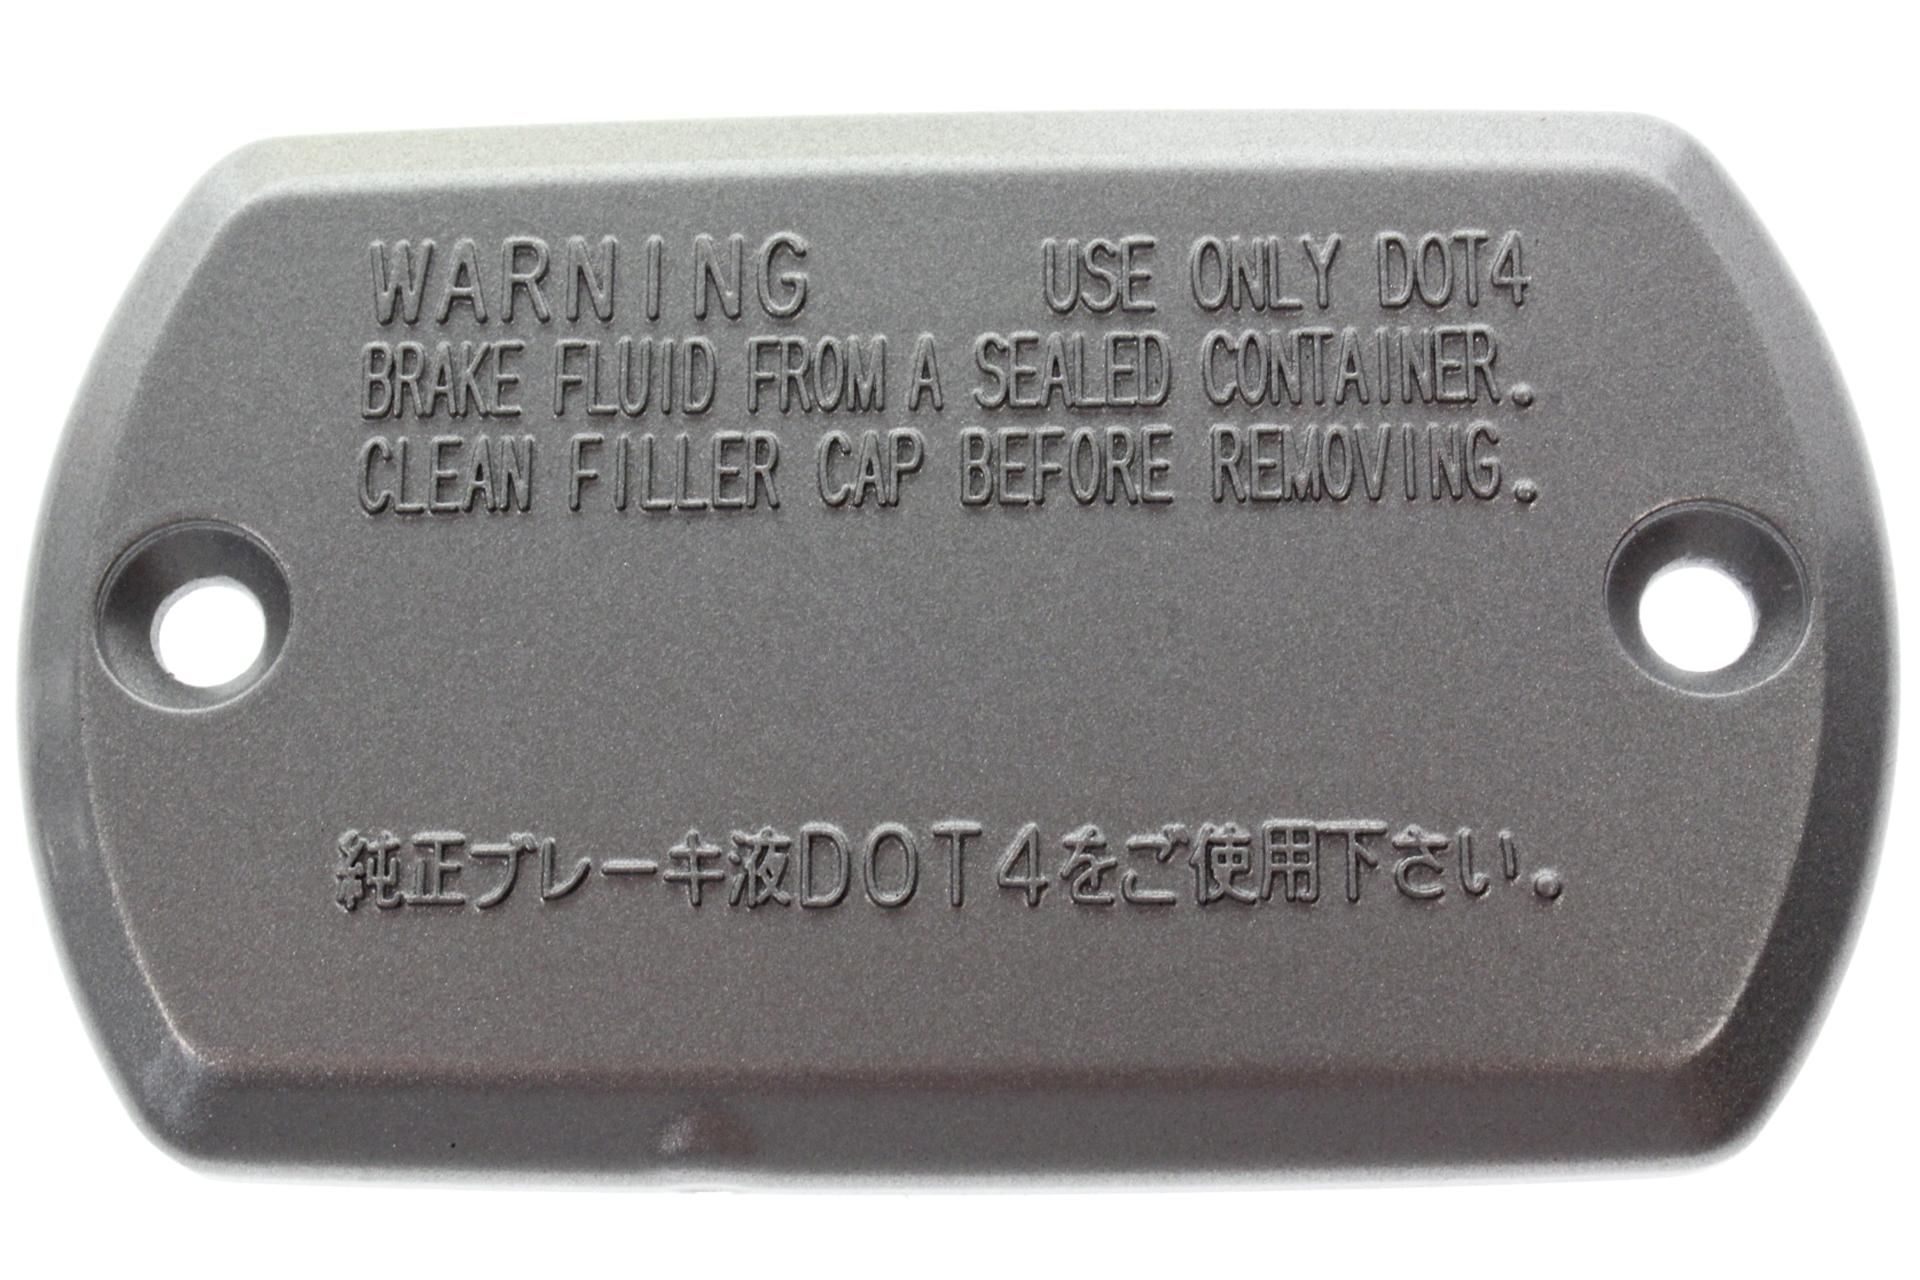 WARNING USE ONLY DOT4
BRAKE FLUID FROM A SEALED CONTAINER.
CLEAN FILLER CAP BEFORE REMOVING.
純正ブレーキ液DOT4をご使用下さい.